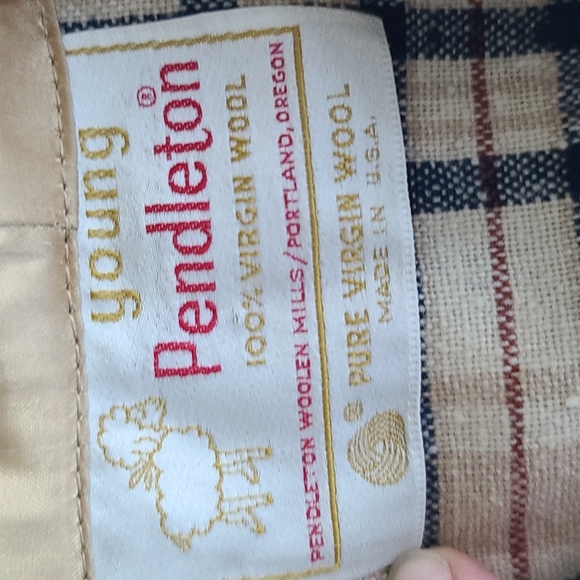 young
Pendleton®
100% VIRGIN WOOL
PENDLETON WOOLEN MILLS/PORTLAND, OREGON
® PURE VIRGIN WOOL
MADE IN U.S.A.